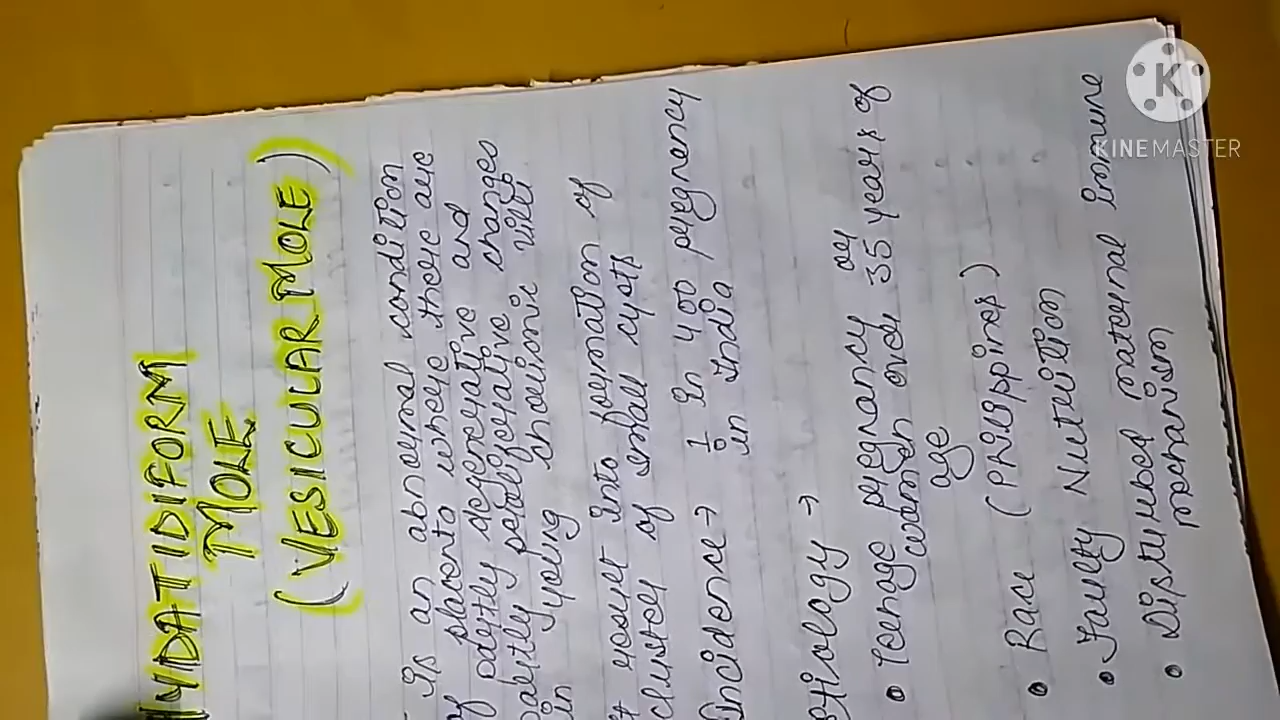 HYDATIDIFORM
MOLE
(VESICULAR MOLE)
It is an abnormal condition
of placenta where there are
partly degenerative and
partly proliferative changes
in young chorionic villi
It result into formation of
cluster of small cysts
Incidence → 1 in 400 pregnency
in India
Etiology →
• Teenage pregnancy or
woman over 35 years of
age
• Race (Philippines)
• Faulty Nutrition
• Disturbed maternal immune
mechanism
K
KINEMASTER